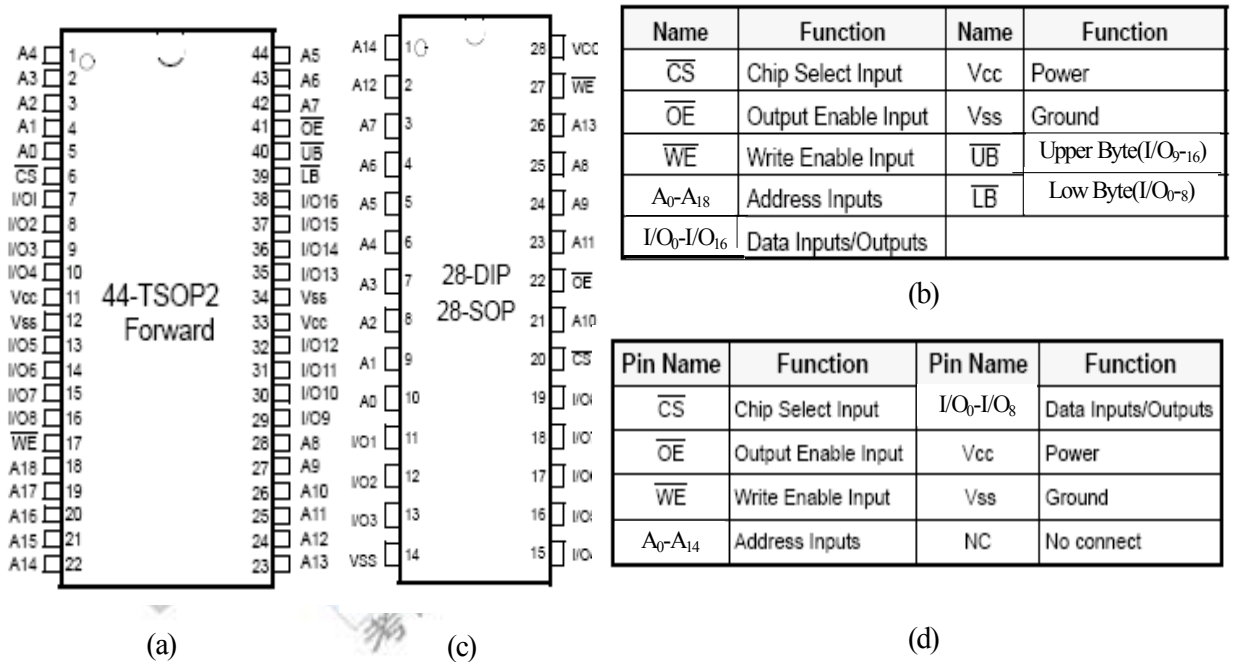 A4 1 44 A5
A3 2 43 A6
A2 3 42 A7
A1 4 41 OE
A0 5 40 UB
CS 6 39 LB
I/O1 7 38 I/O16
I/O2 8 37 I/O15
I/O3 9 36 I/O14
I/O4 10 35 I/O13
Vcc 11 34 Vss
Vss 12 33 Vcc
I/O5 13 32 I/O12
I/O6 14 31 I/O11
I/O7 15 30 I/O10
I/O8 16 29 I/O9
WE 17 28 A8
A18 18 27 A9
A17 19 26 A10
A16 20 25 A11
A15 21 24 A12
A14 22 23 A13
44-TSOP2
Forward
(a)
A14 1 28 VCC
A12 2 27 WE
A7 3 26 A13
A6 4 25 A8
A5 5 24 A9
A4 6 23 A11
A3 7 22 OE
A2 8 21 A10
A1 9 20 CS
A0 10 19
I/O1 11 18
I/O2 12 17
I/O3 13 16
VSS 14 15
28-DIP
28-SOP
(c)
Name Function Name Function
CS Chip Select Input Vcc Power
OE Output Enable Input Vss Ground
WE Write Enable Input UB Upper Byte(I/O9-16)
A0-A18 Address Inputs LB Low Byte(I/O0-8)
I/O0-I/O16 Data Inputs/Outputs
(b)
Pin Name Function Pin Name Function
CS Chip Select Input I/O0-I/O8 Data Inputs/Outputs
OE Output Enable Input Vcc Power
WE Write Enable Input Vss Ground
A0-A14 Address Inputs NC No connect
(d)